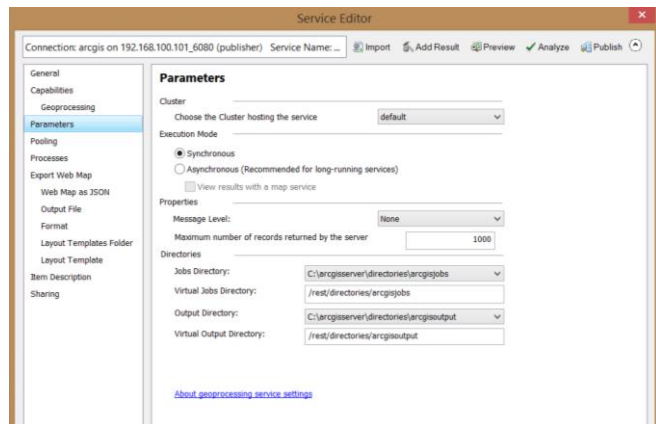 Service Editor
Connection: arcgis on 192.168.100.101_6080 (publisher) Service Name: ... Import Add Result Preview Analyze Publish
General
Capabilities
Geoprocessing
Parameters
Pooling
Processes
Export Web Map
Web Map as JSON
Output File
Format
Layout Templates Folder
Layout Template
Item Description
Sharing
Parameters
Cluster
Choose the Cluster hosting the service default
Execution Mode
Synchronous
Asynchronous (Recommended for long-running services)
View results with a map service
Properties
Message Level: None
Maximum number of records returned by the server 1000
Directories
Jobs Directory: C:\arcgisserver\directories\arcgisjobs
Virtual Jobs Directory: /rest/directories/arcgisjobs
Output Directory: C:\arcgisserver\directories\arcgisoutput
Virtual Output Directory: /rest/directories/arcgisoutput
About geoprocessing service settings